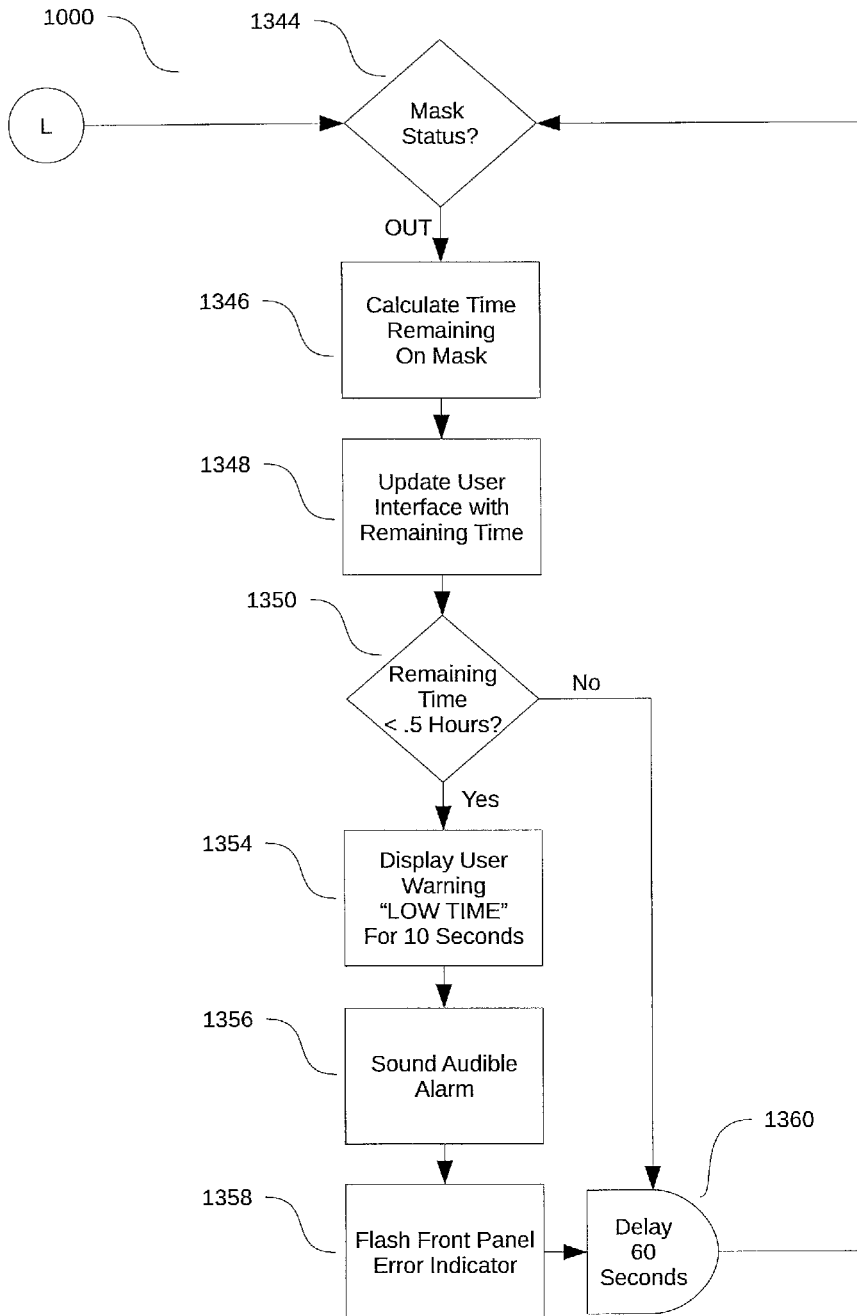 1000
1344
L
Mask
Status?
OUT
1346
Calculate Time
Remaining
On Mask
1348
Update User
Interface with
Remaining Time
1350
Remaining
Time
< .5 Hours?
No
Yes
1354
Display User
Warning
“LOW TIME”
For 10 Seconds
1356
Sound Audible
Alarm
1360
1358
Flash Front Panel
Error Indicator
Delay
60
Seconds